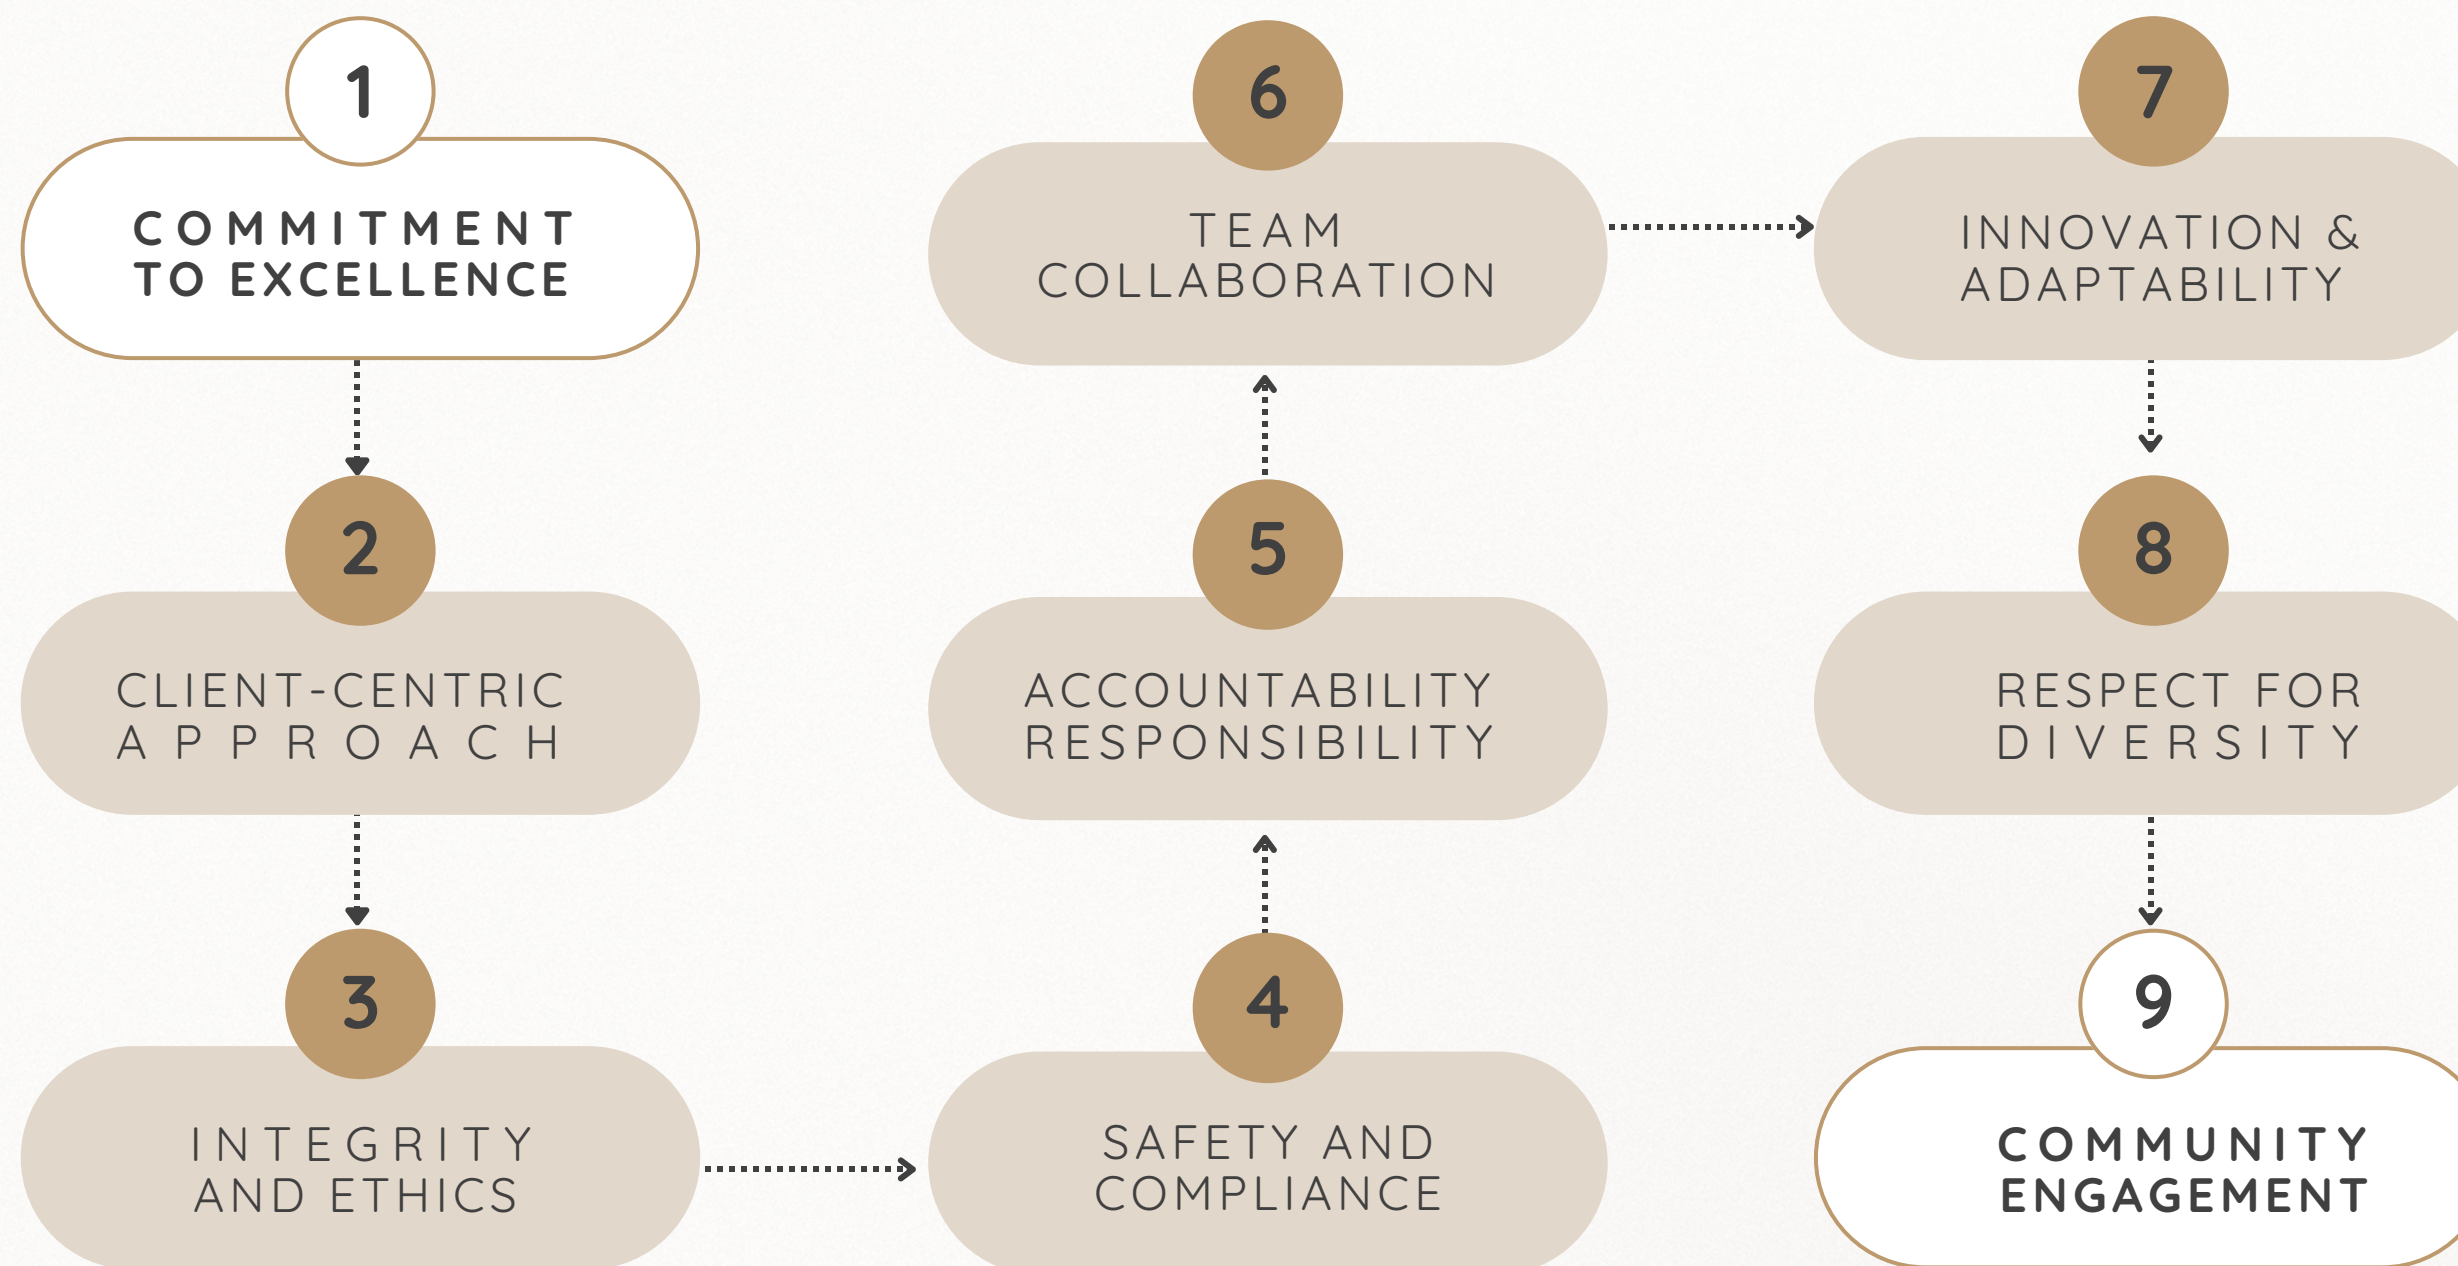 1
COMMITMENT
TO EXCELLENCE
2
CLIENT-CENTRIC
APPROACH
3
INTEGRITY
AND ETHICS
4
SAFETY AND
COMPLIANCE
5
ACCOUNTABILITY
RESPONSIBILITY
6
TEAM
COLLABORATION
7
INNOVATION &
ADAPTABILITY
8
RESPECT FOR
DIVERSITY
9
COMMUNITY
ENGAGEMENT